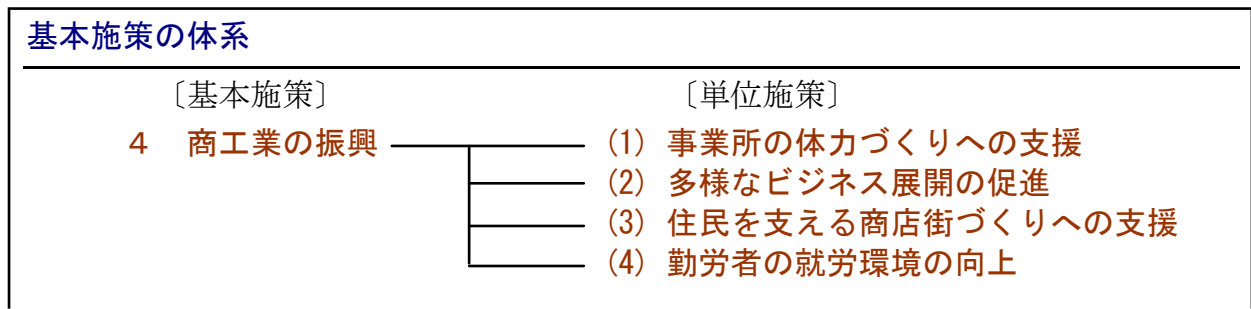 基本施策の体系
〔基本施策〕 〔単位施策〕
４ 商工業の振興 (1) 事業所の体力づくりへの支援
(2) 多様なビジネス展開の促進
(3) 住民を支える商店街づくりへの支援
(4) 勤労者の就労環境の向上